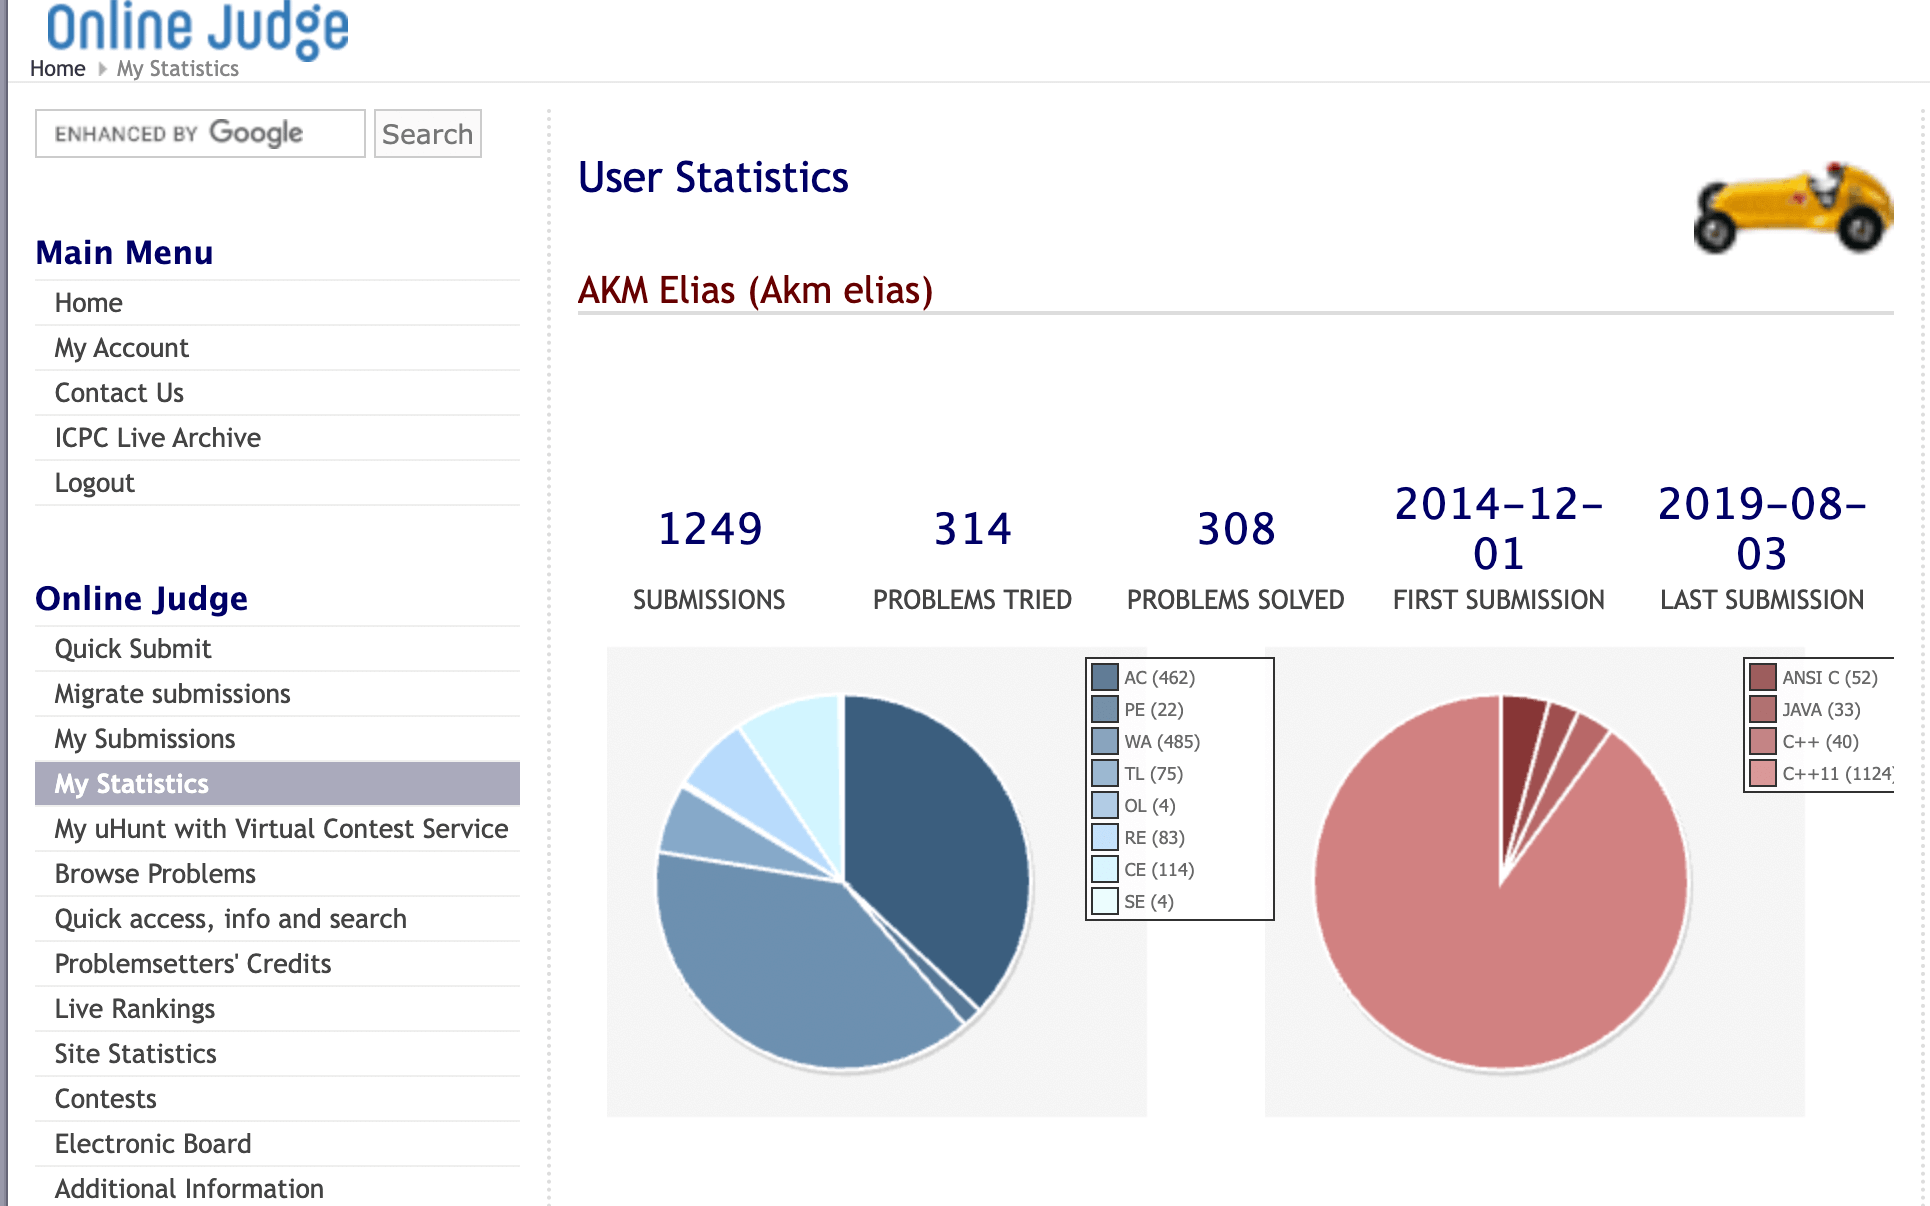 Online Judge
Home My Statistics
ENHANCED BY Google Search
Main Menu
Home
My Account
Contact Us
ICPC Live Archive
Logout
Online Judge
Quick Submit
Migrate submissions
My Submissions
My Statistics
My uHunt with Virtual Contest Service
Browse Problems
Quick access, info and search
Problemsetters' Credits
Live Rankings
Site Statistics
Contests
Electronic Board
Additional Information
User Statistics
AKM Elias (Akm elias)
1249 314 308 2014-12- 2019-08-
01 03
SUBMISSIONS PROBLEMS TRIED PROBLEMS SOLVED FIRST SUBMISSION LAST SUBMISSION
AC (462)
PE (22)
WA (485)
TL (75)
OL (4)
RE (83)
CE (114)
SE (4)
ANSI C (52)
JAVA (33)
C++ (40)
C++11 (1124)